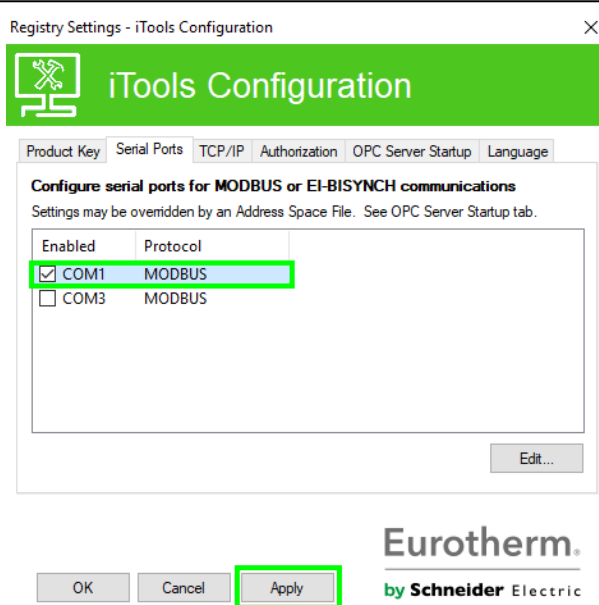 Registry Settings - iTools Configuration
iTools Configuration
Product Key Serial Ports TCP/IP Authorization OPC Server Startup Language
Configure serial ports for MODBUS or EI-BISYNCH communications
Settings may be overridden by an Address Space File. See OPC Server Startup tab.
Enabled Protocol
COM1 MODBUS
COM3 MODBUS
Edit...
Eurotherm®
by Schneider Electric
OK Cancel Apply